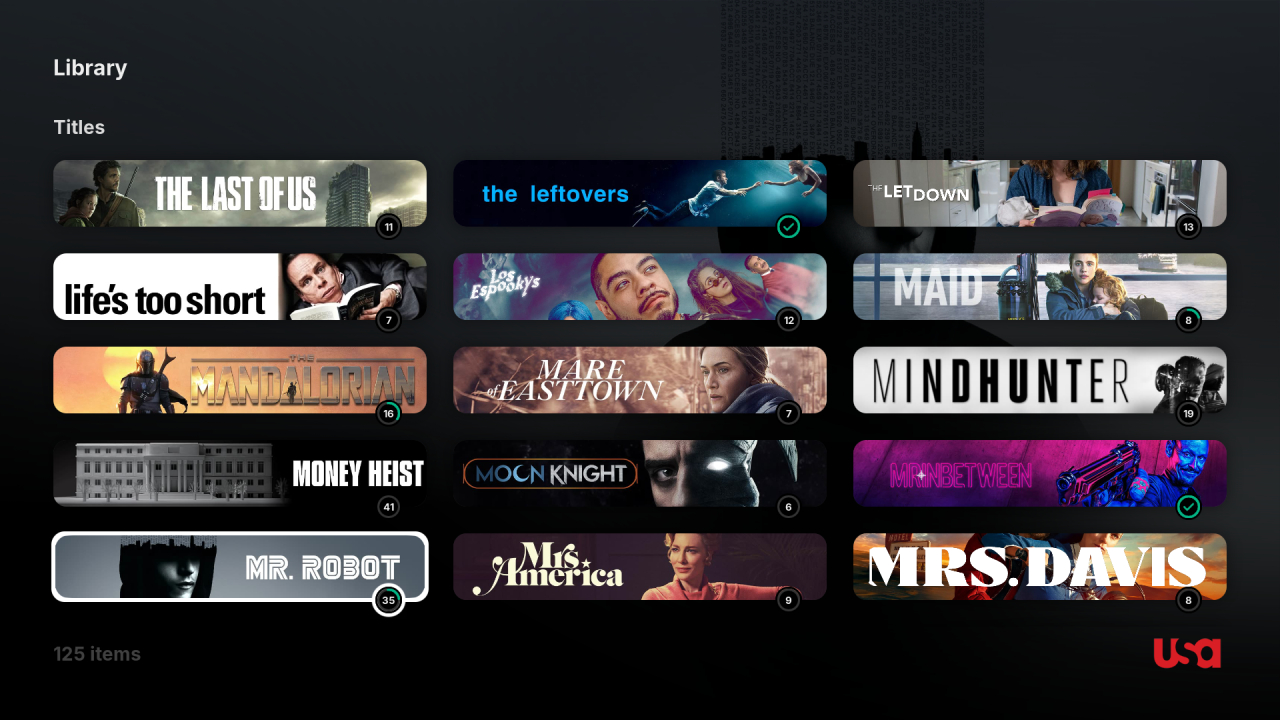 Library
Titles
THE LAST OF US
11
the leftovers
THE LETDOWN
13
life's too short
7
Los Espookys
12
MAID
8
THE
MANDALORIAN
16
MARE
of EASTTOWN
7
MINDHUNTER
19
MONEY HEIST
41
MOON KNIGHT
6
MR INBETWEEN
MR. ROBOT
35
Mrs.
America
9
MRS. DAVIS
8
125 items
usa